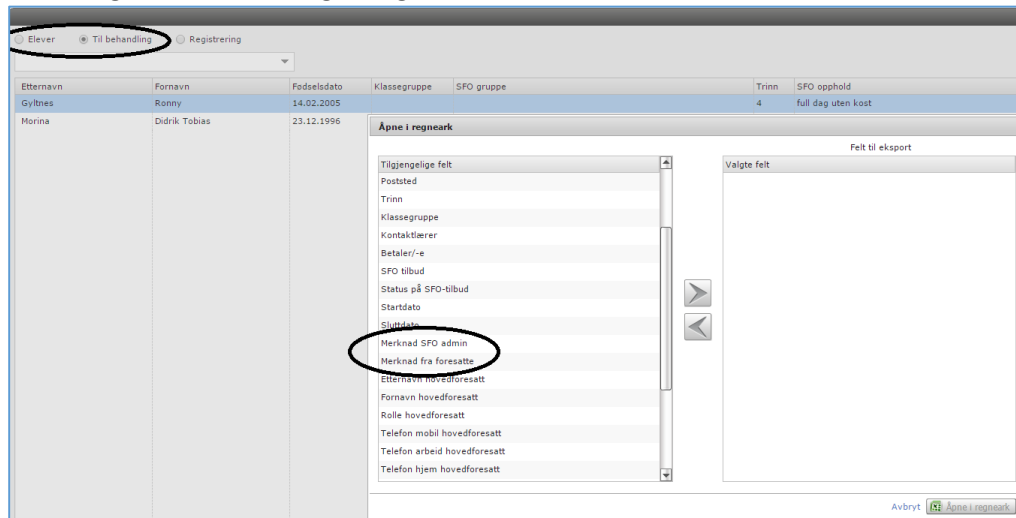 Elever Til behandling Registrering
Etternavn Fornavn Fødselsdato Klassegruppe SFO gruppe Trinn SFO opphold
Gyltnes Ronny 14.02.2005 4 full dag uten kost
Morina Didrik Tobias 23.12.1996
Åpne i regneark
Felt til eksport
Tilgjengelige felt
Valgte felt
Poststed
Trinn
Klassegruppe
Kontaktlærer
Betaler/-e
SFO tilbud
Status på SFO-tilbud
Startdato
Sluttdato
Merknad SFO admin
Merknad fra foresatte
Etternavn hovedforesatt
Fornavn hovedforesatt
Rolle hovedforesatt
Telefon mobil hovedforesatt
Telefon arbeid hovedforesatt
Telefon hjem hovedforesatt
Avbryt Åpne i regneark